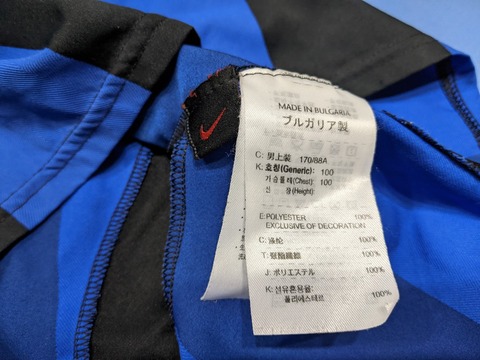 MADE IN BULGARIA
ブルガリア製
C: 男上装 170/88A
K: 호칭(Generic): 100
가슴둘레(Chest): 100
신 장(Height):
E: POLYESTER 100%
EXCLUSIVE OF DECORATION
C: 涤纶 100%
T: 聚酯纖維 100%
J: ポリエステル 100%
K: 섬유혼용율:
폴리에스테르 100%